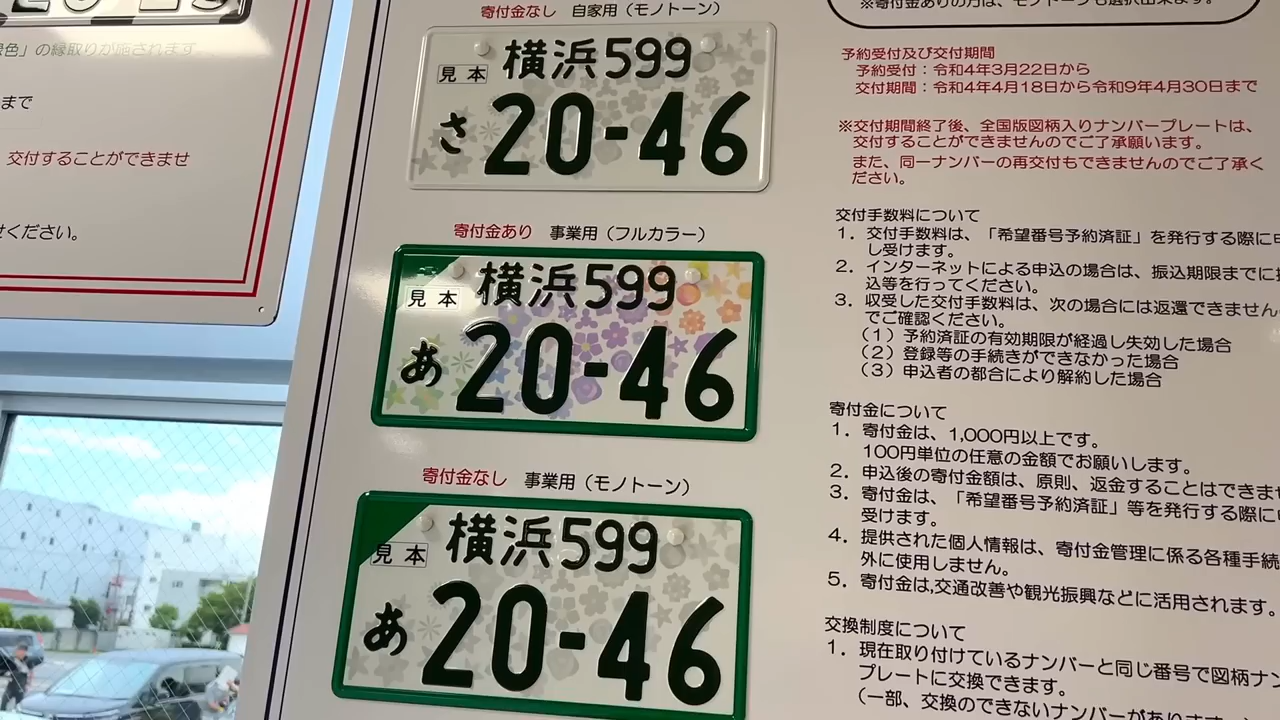 銀色」の縁取りが施されます
まで
交付することができませ
せください。
寄付金なし 自家用（モノトーン）
見本
横浜599
さ 20-46
寄付金あり 事業用（フルカラー）
見本
横浜599
あ 20-46
寄付金なし 事業用（モノトーン）
見本
横浜599
あ 20-46
※寄付金ありの方は、モノトーンも選択出来ます。
予約受付及び交付期間
予約受付：令和4年3月22日から
交付期間：令和4年4月18日から令和9年4月30日まで
※交付期間終了後、全国版図柄入りナンバープレートは、
交付することができませんのでご了承願います。
また、同一ナンバーの再交付もできませんのでご了承く
ださい。
交付手数料について
1．交付手数料は、「希望番号予約済証」を発行する際に申
し受けます。
2．インターネットによる申込の場合は、振込期限までに振
込等を行ってください。
3．収受した交付手数料は、次の場合には返還できません
でご確認ください。
（1）予約済証の有効期限が経過し失効した場合
（2）登録等の手続きができなかった場合
（3）申込者の都合により解約した場合
寄付金について
1．寄付金は、1,000円以上です。
100円単位の任意の金額でお願いします。
2．申込後の寄付金額は、原則、返金することはできませ
3．寄付金は、「希望番号予約済証」等を発行する際に申
受けます。
4．提供された個人情報は、寄付金管理に係る各種手続
外に使用しません。
5．寄付金は,交通改善や観光振興などに活用されます。
交換制度について
1．現在取り付けているナンバーと同じ番号で図柄ナン
プレートに交換できます。
（一部、交換のできないナンバーがあります。）